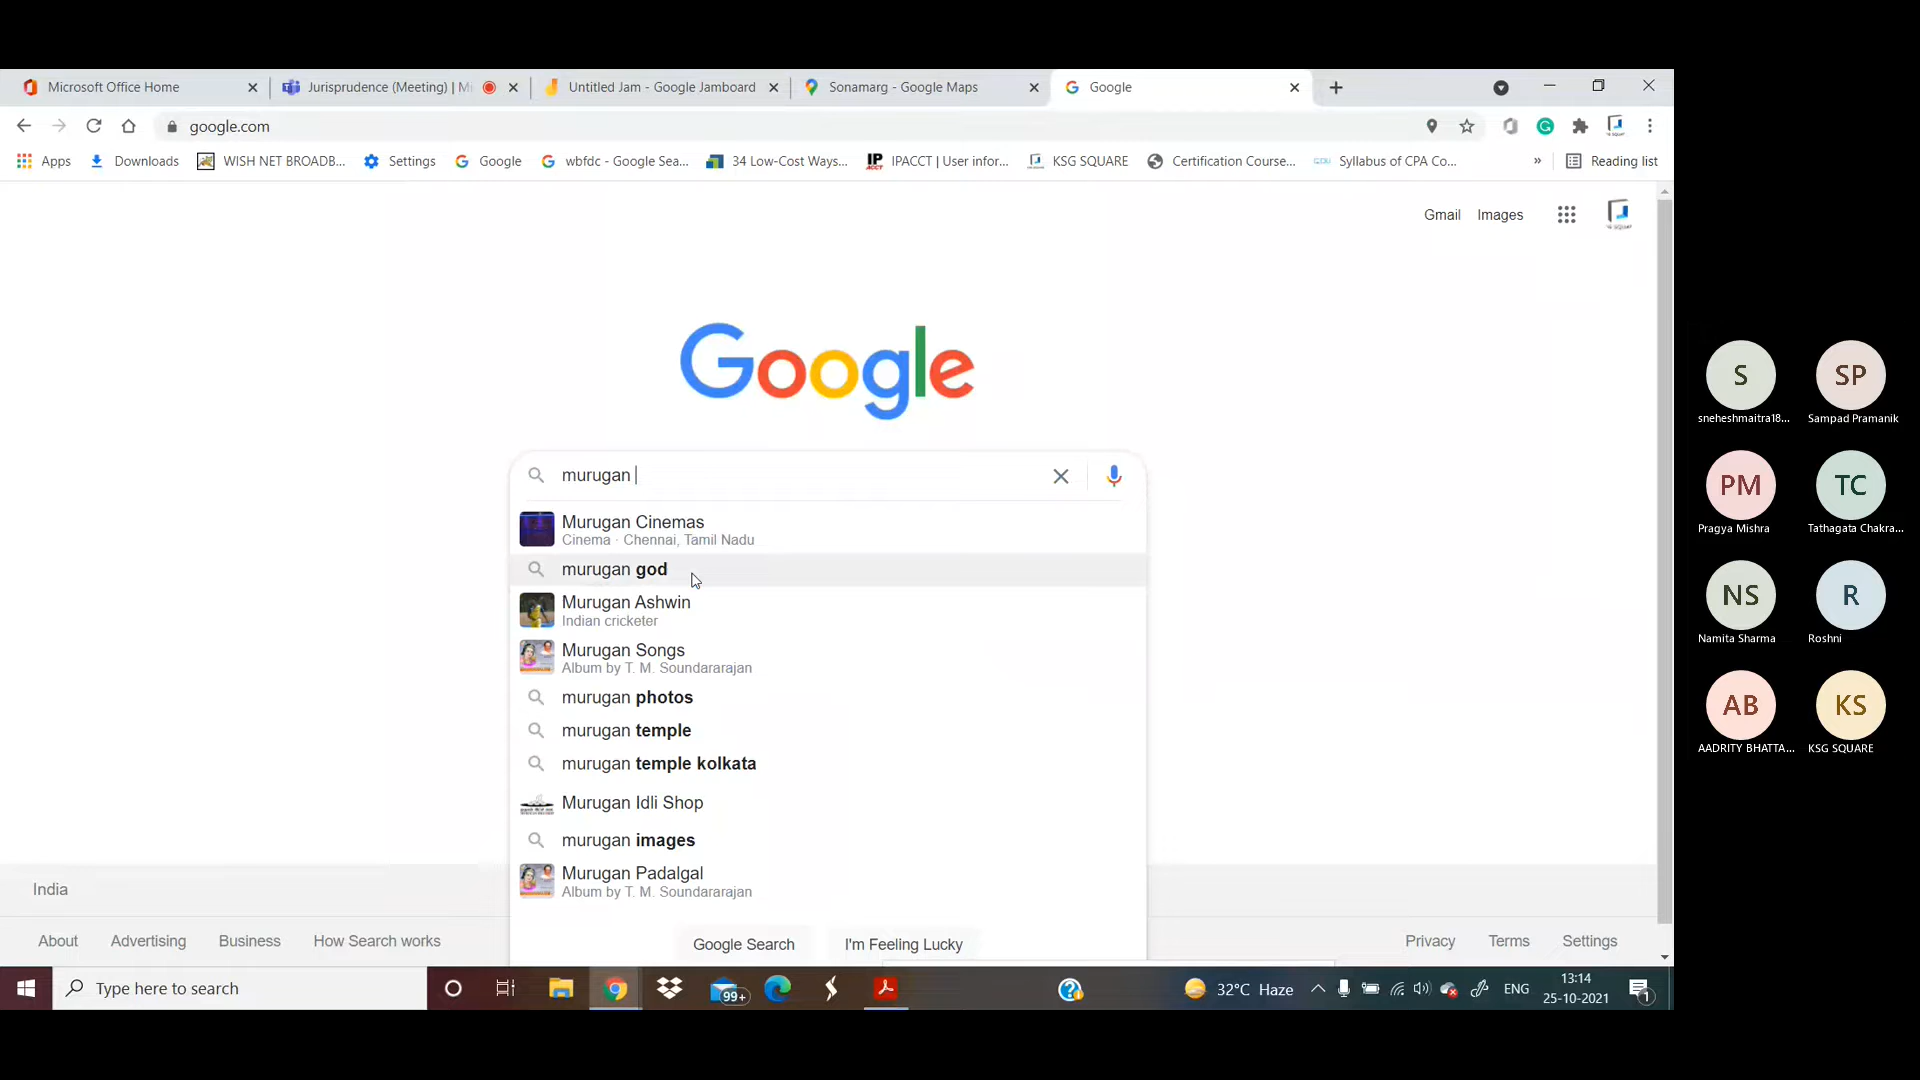 Microsoft Office Home
Jurisprudence (Meeting) | Mi
Untitled Jam - Google Jamboard
Sonamarg - Google Maps
Google
google.com
Apps
Downloads
WISH NET BROADB...
Settings
Google
wbfdc - Google Sea...
34 Low-Cost Ways...
IP IPACCT | User infor...
KSG SQUARE
Certification Course...
Syllabus of CPA Co...
»
Reading list
Gmail
Images
Google
murugan
Murugan Cinemas
Cinema · Chennai, Tamil Nadu
murugan god
Murugan Ashwin
Indian cricketer
Murugan Songs
Album by T. M. Soundararajan
murugan photos
murugan temple
murugan temple kolkata
Murugan Idli Shop
murugan images
Murugan Padalgal
Album by T. M. Soundararajan
Google Search
I'm Feeling Lucky
India
About
Advertising
Business
How Search works
Privacy
Terms
Settings
Type here to search
99+
32°C Haze
ENG
13:14
25-10-2021
1
S
sneheshmaitra18...
SP
Sampad Pramanik
PM
Pragya Mishra
TC
Tathagata Chakra...
NS
Namita Sharma
R
Roshni
AB
AADRITY BHATTA...
KS
KSG SQUARE